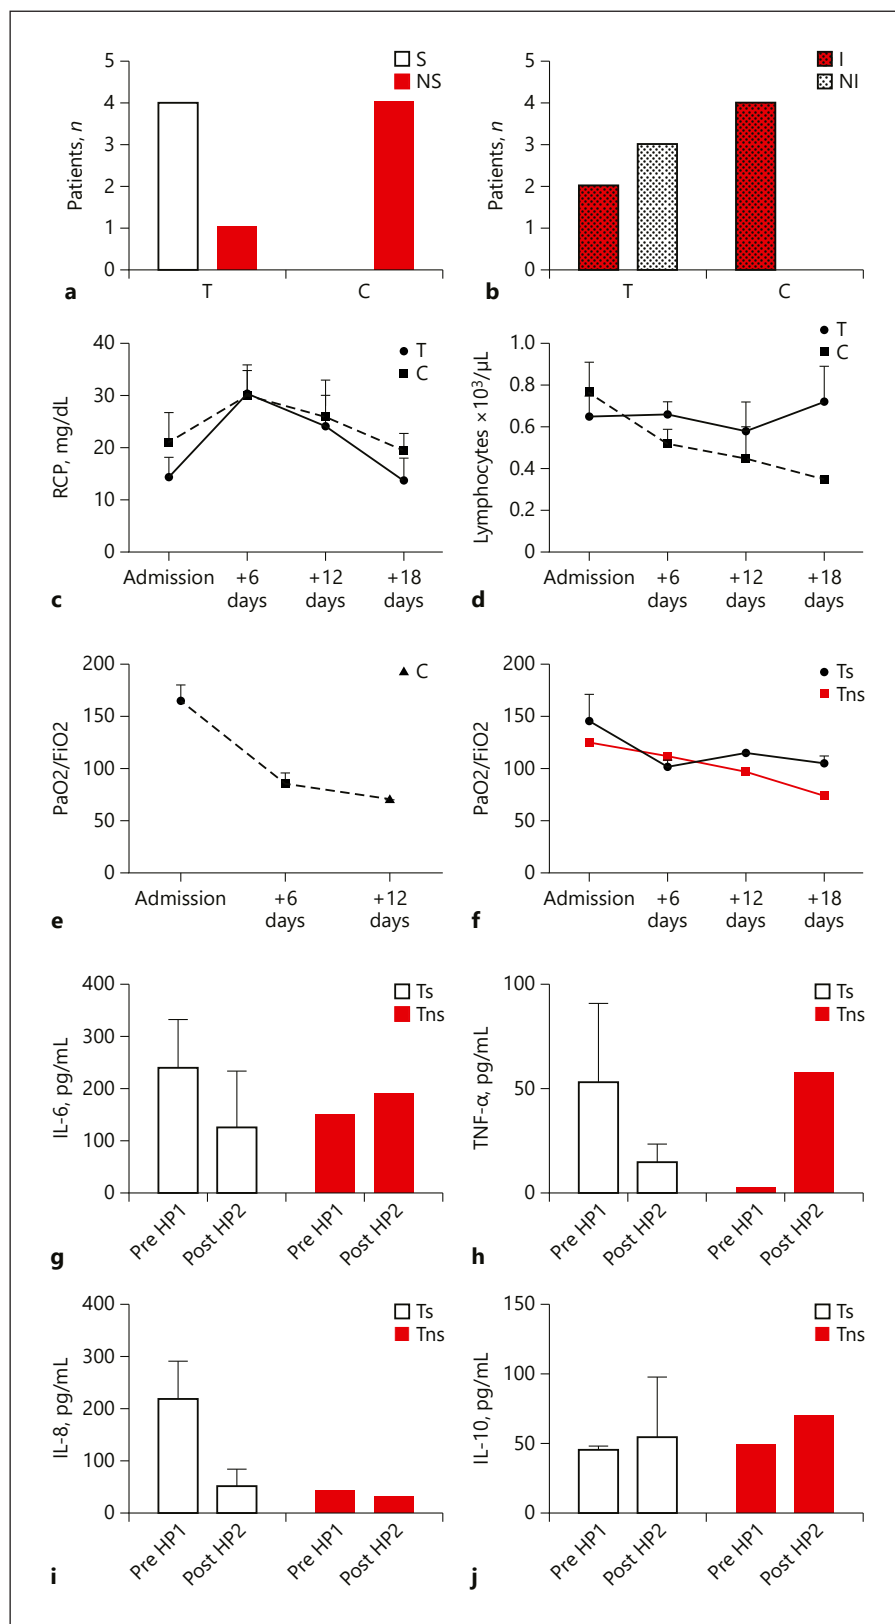 5
4
3
2
1
0
Patients, n
S
NS
T
C
a
5
4
3
2
1
0
Patients, n
I
NI
T
C
b
40
30
20
10
0
RCP, mg/dL
T
C
Admission
+6
days
+12
days
+18
days
c
1.0
0.8
0.6
0.4
0.2
0
Lymphocytes ×10³/μL
T
C
Admission
+6
days
+12
days
+18
days
d
200
150
100
50
0
PaO2/FiO2
C
Admission
+6
days
+12
days
e
200
150
100
50
0
PaO2/FiO2
Ts
Tns
Admission
+6
days
+12
days
+18
days
f
400
300
200
100
0
IL-6, pg/mL
Ts
Tns
Pre HP1
Post HP2
Pre HP1
Post HP2
g
100
50
0
TNF-α, pg/mL
Ts
Tns
Pre HP1
Post HP2
Pre HP1
Post HP2
h
400
300
200
100
0
IL-8, pg/mL
Ts
Tns
Pre HP1
Post HP2
Pre HP1
Post HP2
i
150
100
50
0
IL-10, pg/mL
Ts
Tns
Pre HP1
Post HP2
Pre HP1
Post HP2
j